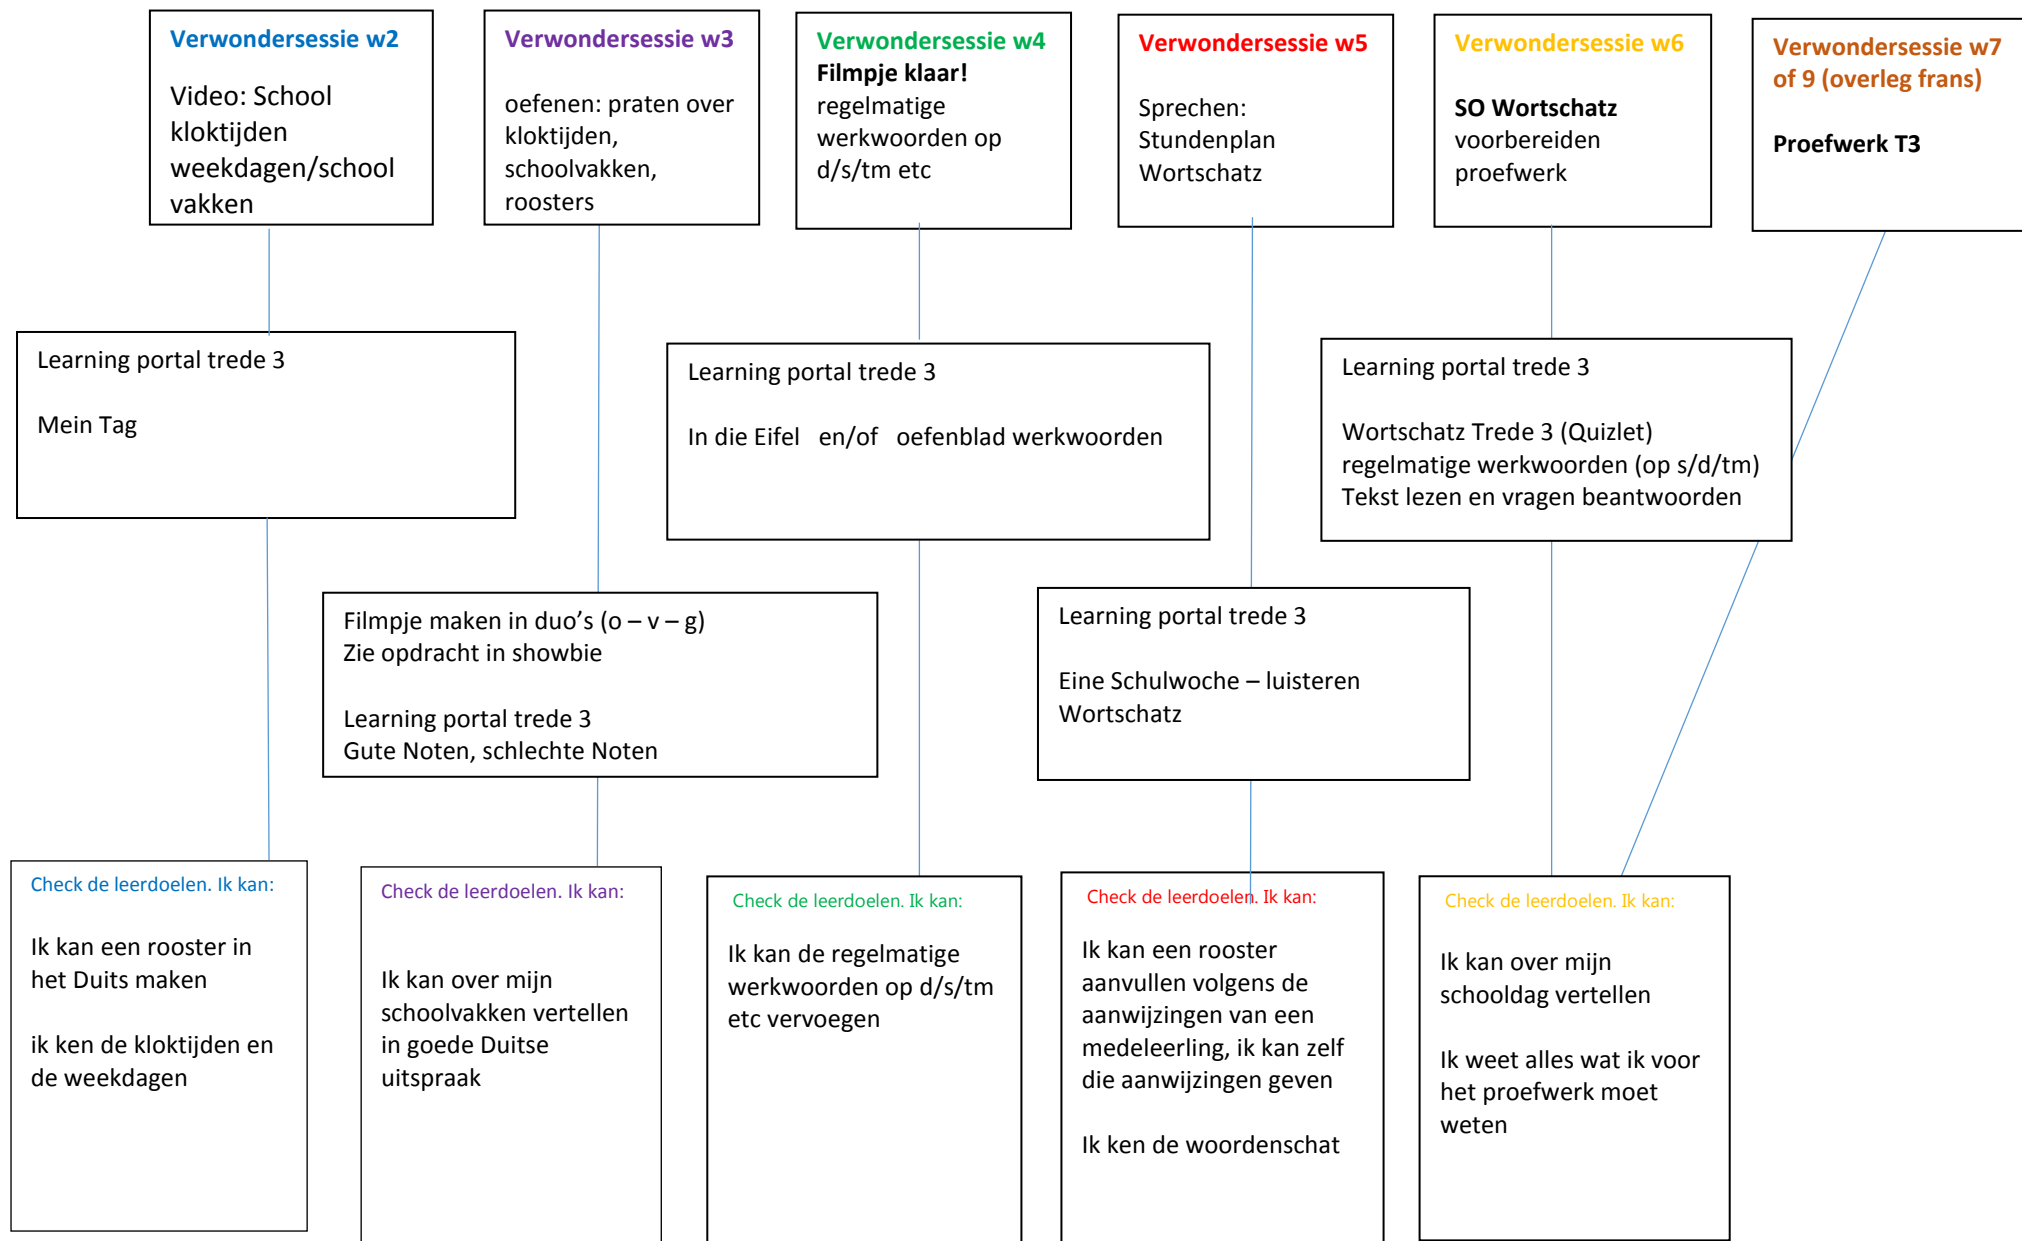 Verwondersessie w2
Video: School
kloktijden
weekdagen/school
vakken
Verwondersessie w3
oefenen: praten over
kloktijden,
schoolvakken,
roosters
Verwondersessie w4
Filmpje klaar!
regelmatige
werkwoorden op
d/s/tm etc
Verwondersessie w5
Sprechen:
Stundenplan
Wortschatz
Verwondersessie w6
SO Wortschatz
voorbereiden
proefwerk
Verwondersessie w7
of 9 (overleg frans)
Proefwerk T3
Learning portal trede 3
Mein Tag
Learning portal trede 3
In die Eifel en/of oefenblad werkwoorden
Learning portal trede 3
Wortschatz Trede 3 (Quizlet)
regelmatige werkwoorden (op s/d/tm)
Tekst lezen en vragen beantwoorden
Filmpje maken in duo’s (o – v – g)
Zie opdracht in showbie
Learning portal trede 3
Gute Noten, schlechte Noten
Learning portal trede 3
Eine Schulwoche – luisteren
Wortschatz
Check de leerdoelen. Ik kan:
Ik kan een rooster in
het Duits maken
ik ken de kloktijden en
de weekdagen
Check de leerdoelen. Ik kan:
Ik kan over mijn
schoolvakken vertellen
in goede Duitse
uitspraak
Check de leerdoelen. Ik kan:
Ik kan de regelmatige
werkwoorden op d/s/tm
etc vervoegen
Check de leerdoelen. Ik kan:
Ik kan een rooster
aanvullen volgens de
aanwijzingen van een
medeleerling, ik kan zelf
die aanwijzingen geven
Ik ken de woordenschat
Check de leerdoelen. Ik kan:
Ik kan over mijn
schooldag vertellen
Ik weet alles wat ik voor
het proefwerk moet
weten